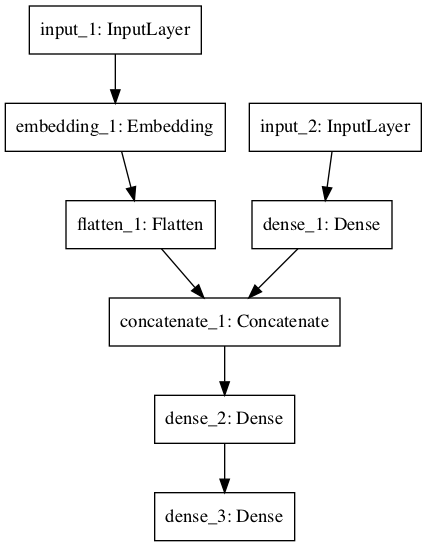 input_1: InputLayer
embedding_1: Embedding
input_2: InputLayer
flatten_1: Flatten
dense_1: Dense
concatenate_1: Concatenate
dense_2: Dense
dense_3: Dense